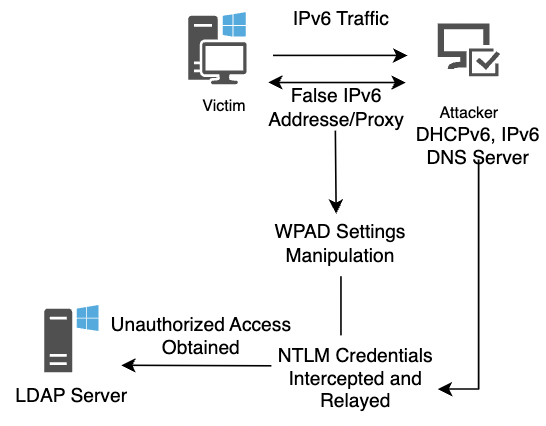 IPv6 Traffic
Victim
False IPv6
Addresse/Proxy
Attacker
DHCPv6, IPv6
DNS Server
WPAD Settings
Manipulation
Unauthorized Access
Obtained
LDAP Server
NTLM Credentials
Intercepted and
Relayed